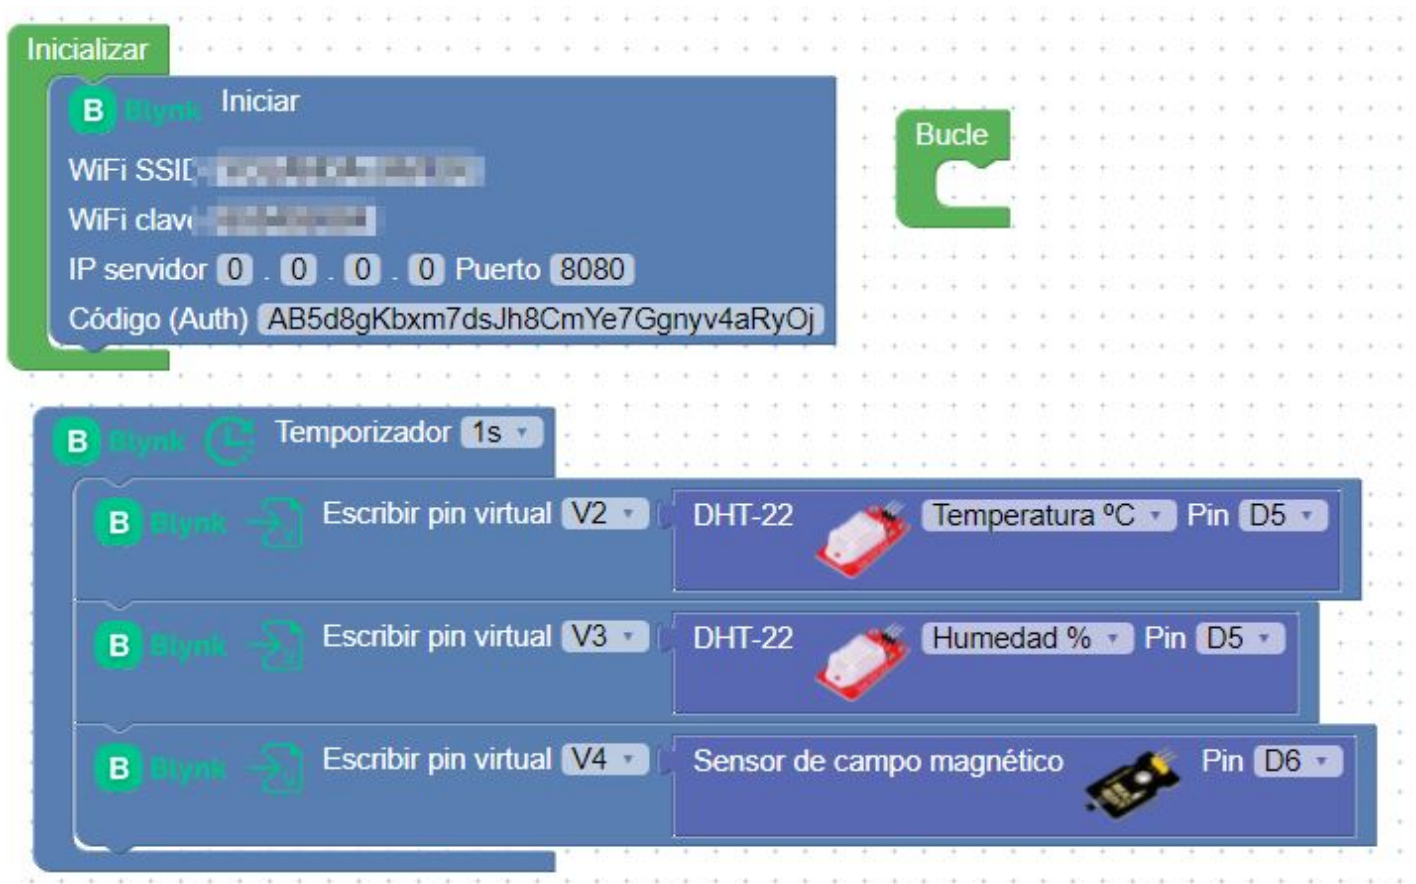 Inicializar
B Blynk Iniciar
WiFi SSID
WiFi clave
IP servidor 0 . 0 . 0 . 0 Puerto 8080
Código (Auth) AB5d8gKbxm7dsJh8CmYe7Ggnyv4aRyOj
Bucle
B Blynk Temporizador 1s
B Blynk Escribir pin virtual V2 DHT-22 Temperatura ºC Pin D5
B Blynk Escribir pin virtual V3 DHT-22 Humedad % Pin D5
B Blynk Escribir pin virtual V4 Sensor de campo magnético Pin D6